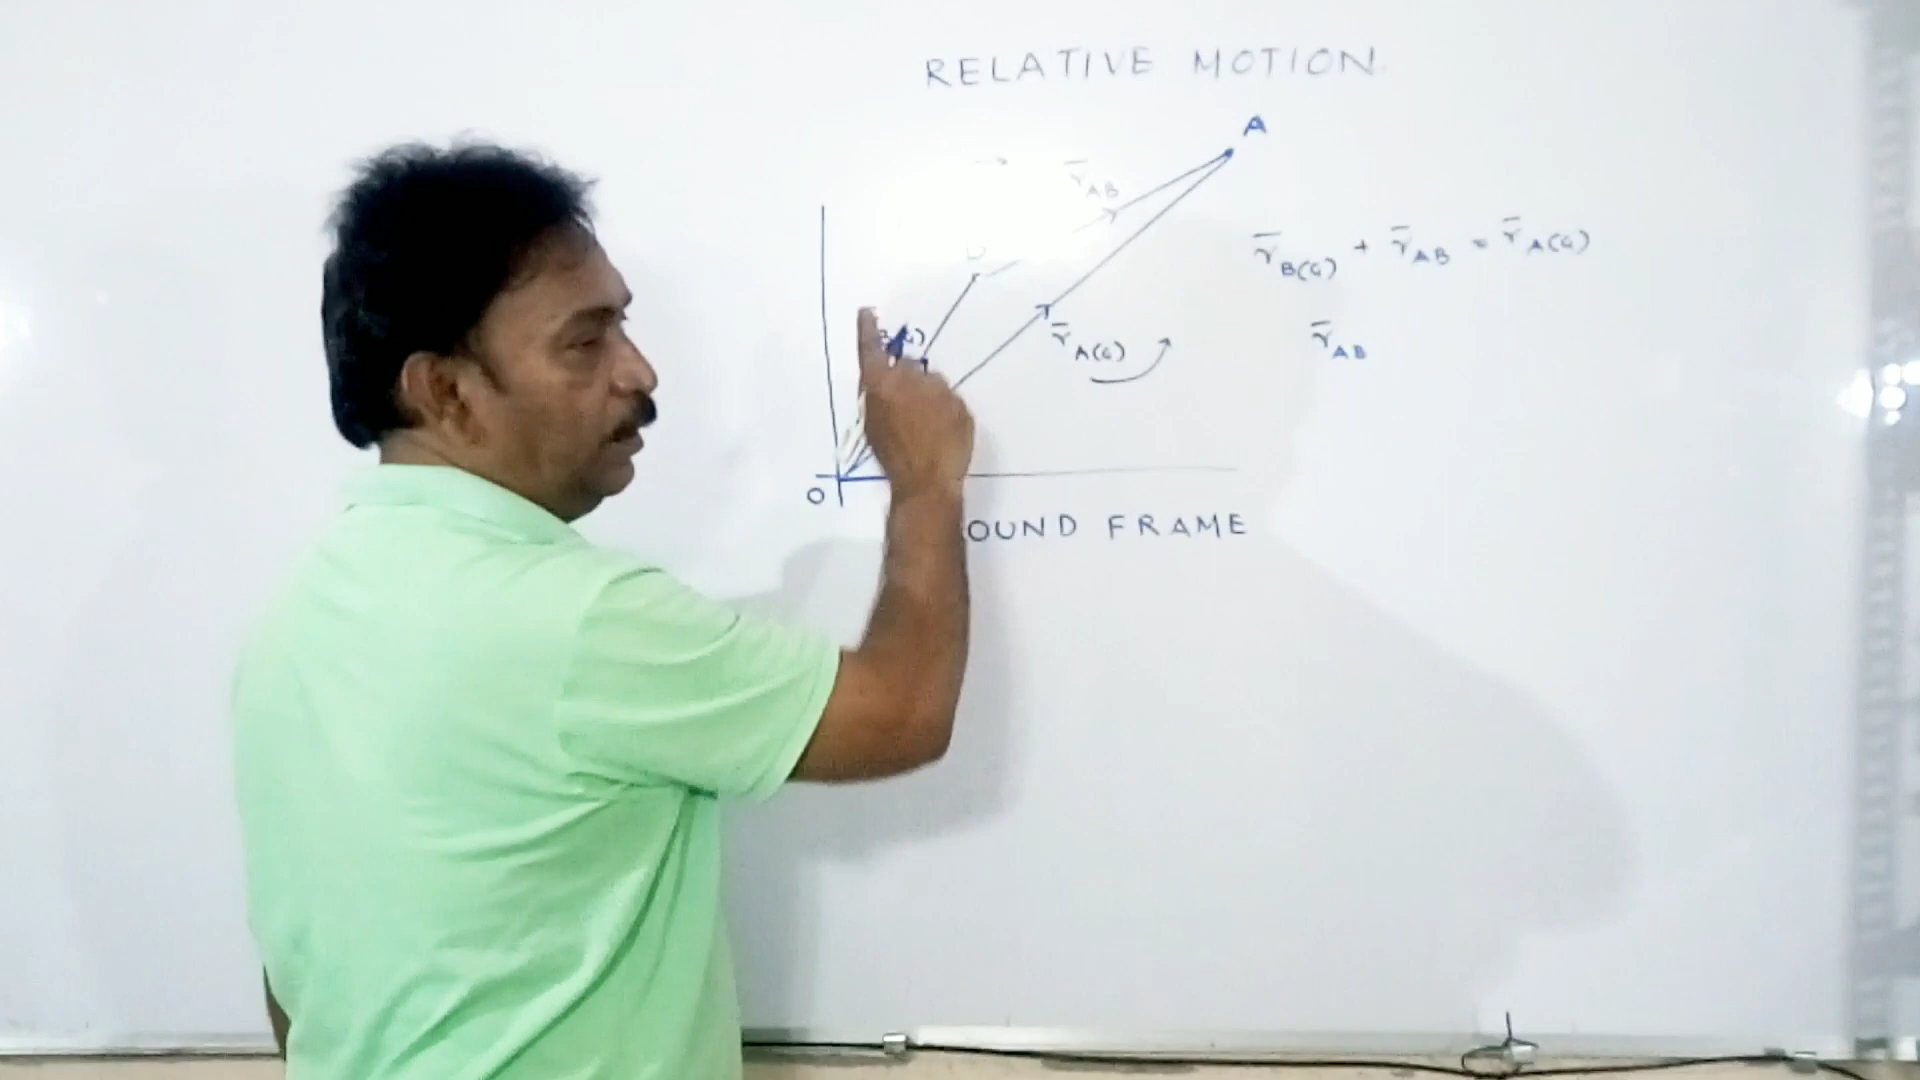 RELATIVE MOTION
A
r̅ AB
r̅ B(G) + r̅ AB = r̅ A(G)
r̅ A(G)
r̅ AB
O
OUND FRAME